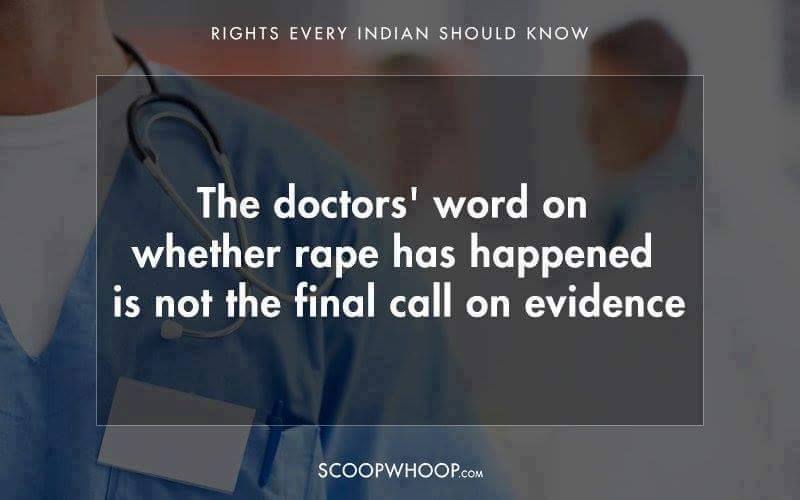 RIGHTS EVERY INDIAN SHOULD KNOW
The doctors' word on
whether rape has happened
is not the final call on evidence
SCOOPWHOOP.COM